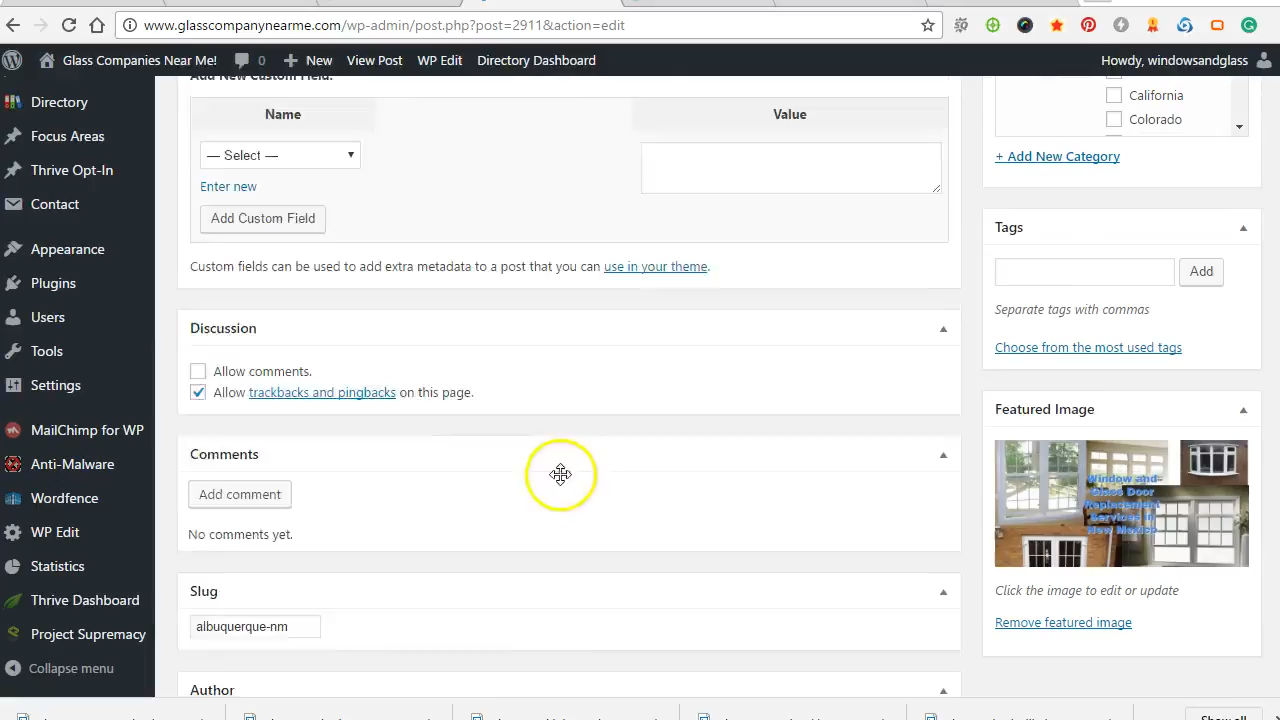 www.glasscompanynearme.com/wp-admin/post.php?post=2911&action=edit
Glass Companies Near Me! 0 New View Post WP Edit Directory Dashboard Howdy, windowsandglass
Directory
Focus Areas
Thrive Opt-In
Contact
Appearance
Plugins
Users
Tools
Settings
MailChimp for WP
Anti-Malware
Wordfence
WP Edit
Statistics
Thrive Dashboard
Project Supremacy
Collapse menu
Add New Custom Field:
Name Value
— Select —
Enter new
Add Custom Field
Custom fields can be used to add extra metadata to a post that you can use in your theme.
Discussion
Allow comments.
Allow trackbacks and pingbacks on this page.
Comments
Add comment
No comments yet.
Slug
albuquerque-nm
Author
California
Colorado
+ Add New Category
Tags
Add
Separate tags with commas
Choose from the most used tags
Featured Image
Window and
Glass Door
Replacement
Services in
New Mexico
Click the image to edit or update
Remove featured image
Show all